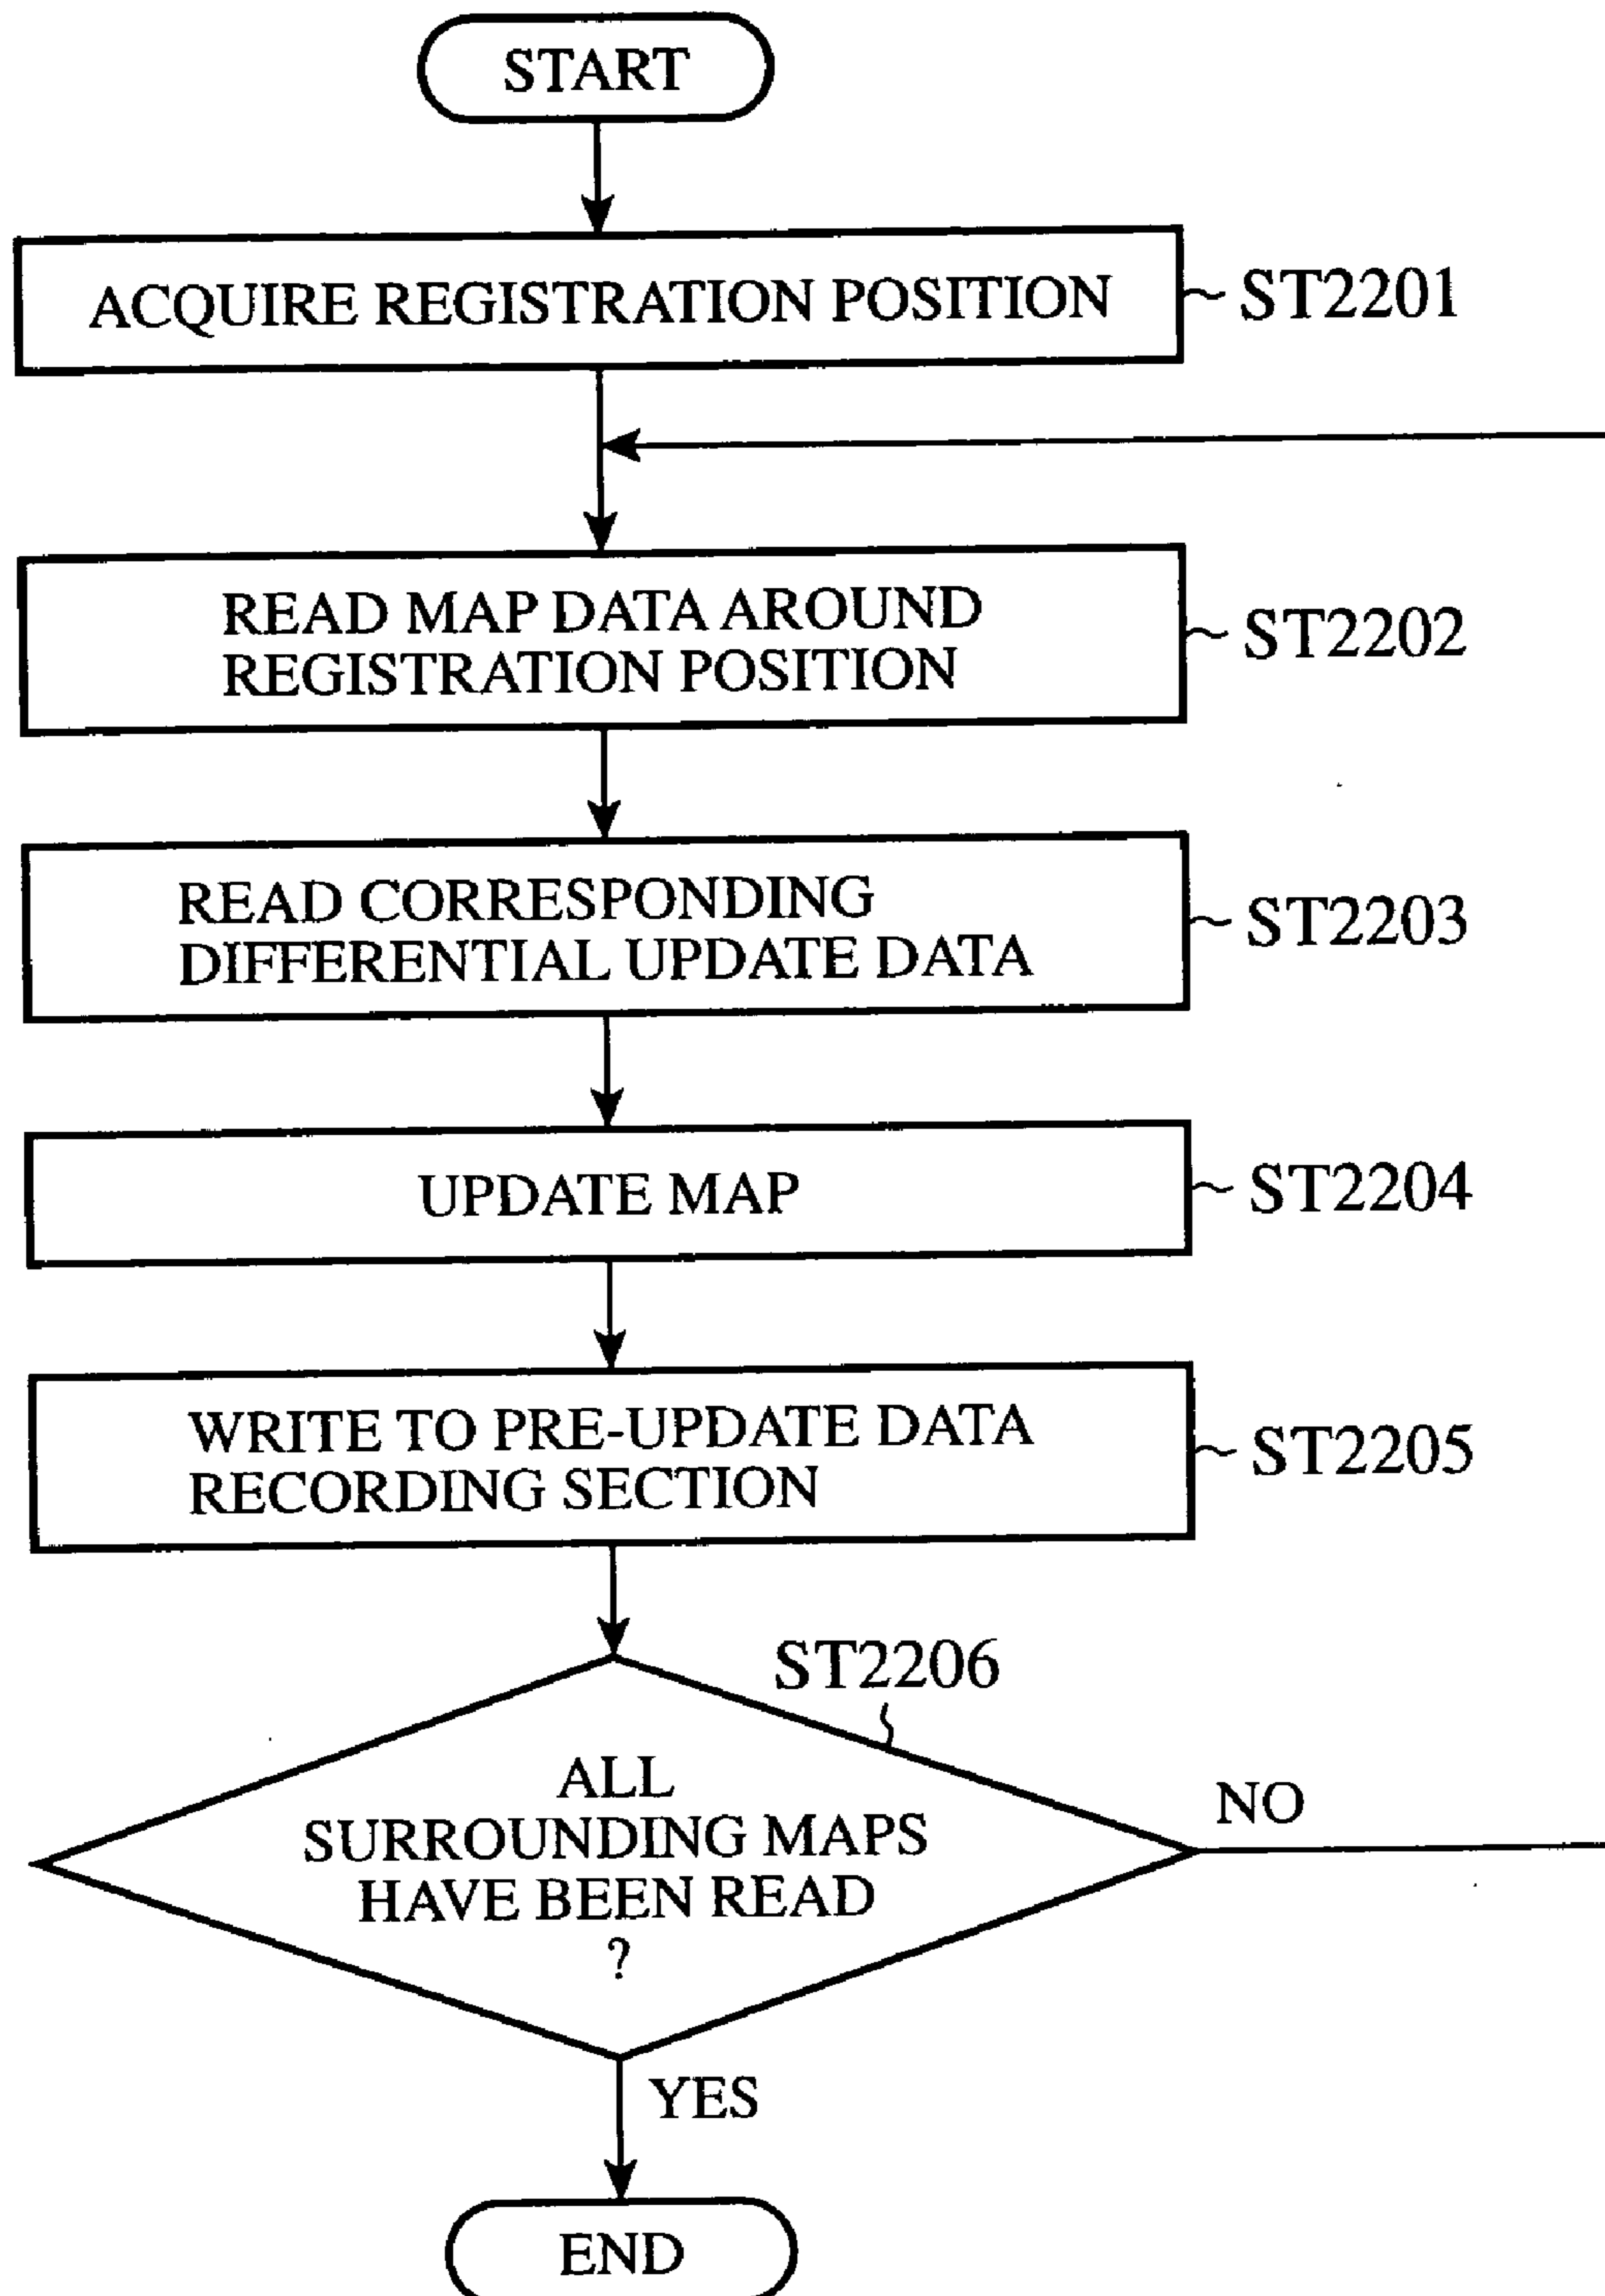 START
ACQUIRE REGISTRATION POSITION
ST2201
READ MAP DATA AROUND
REGISTRATION POSITION
ST2202
READ CORRESPONDING
DIFFERENTIAL UPDATE DATA
ST2203
UPDATE MAP
ST2204
WRITE TO PRE-UPDATE DATA
RECORDING SECTION
ST2205
ST2206
ALL
SURROUNDING MAPS
HAVE BEEN READ
?
NO
YES
END